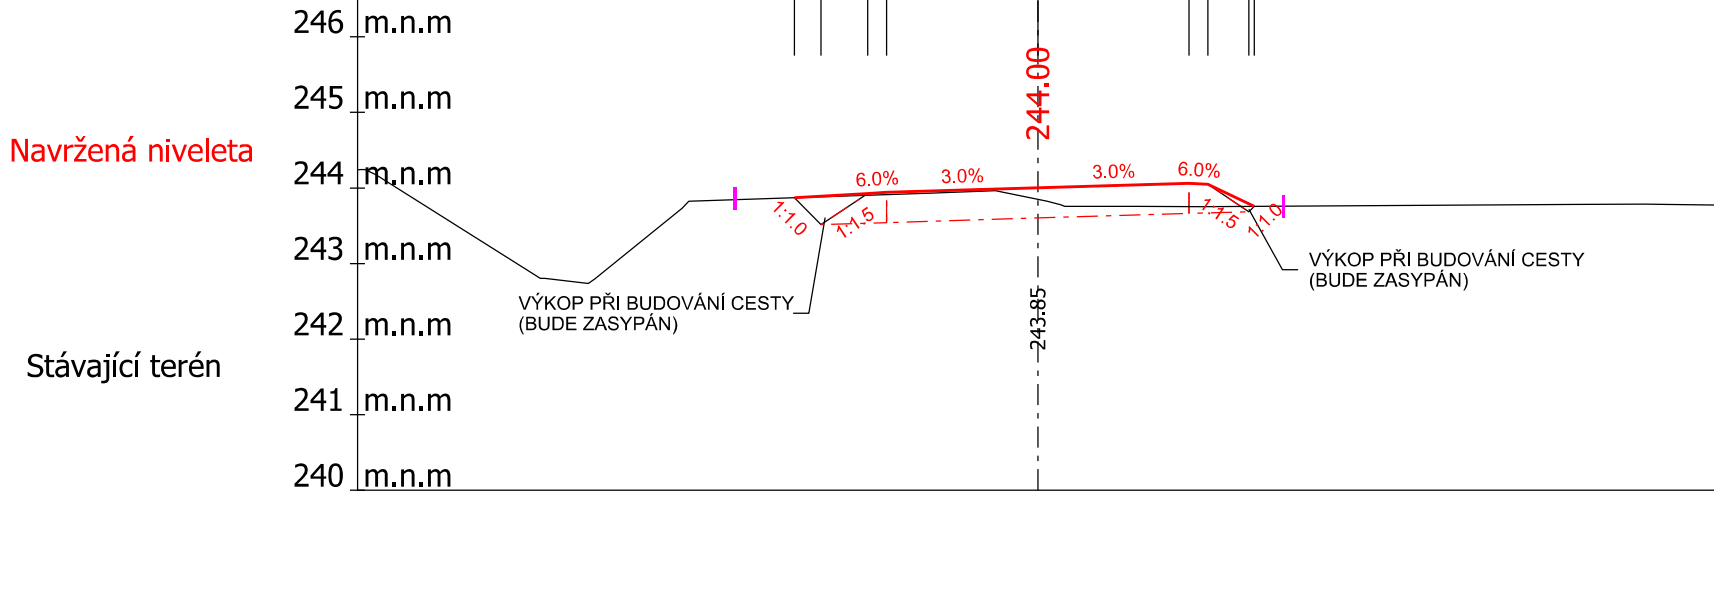 246 m.n.m
245 m.n.m
244.00
Navržená niveleta
244 m.n.m
6.0%
3.0%
3.0%
6.0%
1:1.0
1:1.5
1:1.5
1:1.0
243 m.n.m
VÝKOP PŘI BUDOVÁNÍ CESTY
(BUDE ZASYPÁN)
VÝKOP PŘI BUDOVÁNÍ CESTY
(BUDE ZASYPÁN)
243.85
242 m.n.m
Stávající terén
241 m.n.m
240 m.n.m